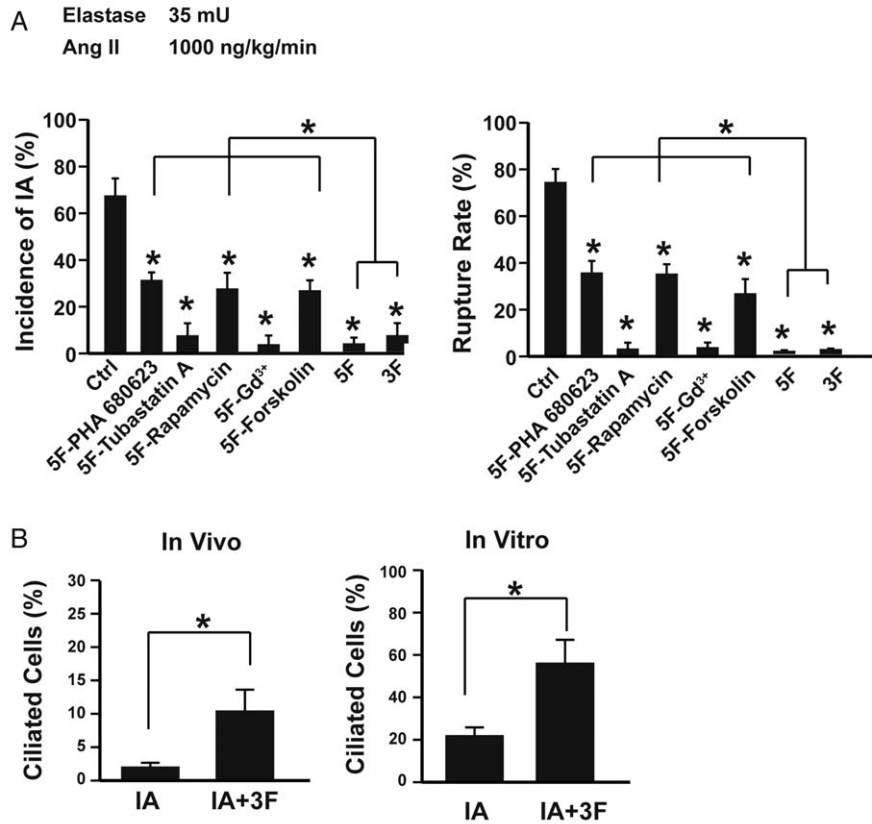 A
Elastase 35 mU
Ang II 1000 ng/kg/min
Incidence of IA (%)
100
80
60
40
20
0
*
*
*
*
*
*
*
*
Ctrl
5F-PHA 680623
5F-Tubastatin A
5F-Rapamycin
5F-Gd³⁺
5F-Forskolin
5F
3F
Rupture Rate (%)
100
80
60
40
20
0
*
*
*
*
*
*
*
*
Ctrl
5F-PHA 680623
5F-Tubastatin A
5F-Rapamycin
5F-Gd³⁺
5F-Forskolin
5F
3F
B
In Vivo
Ciliated Cells (%)
30
25
20
15
10
5
0
*
IA
IA+3F
In Vitro
Ciliated Cells (%)
100
80
60
40
20
0
*
IA
IA+3F